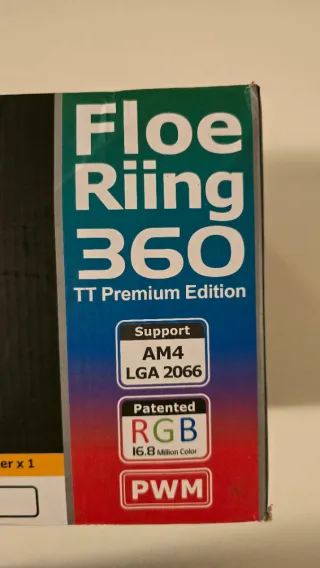 Floe
Riing
360
TT Premium Edition
Support
AM4
LGA 2066
Patented
RGB
16.8 Million Color
er x 1
PWM